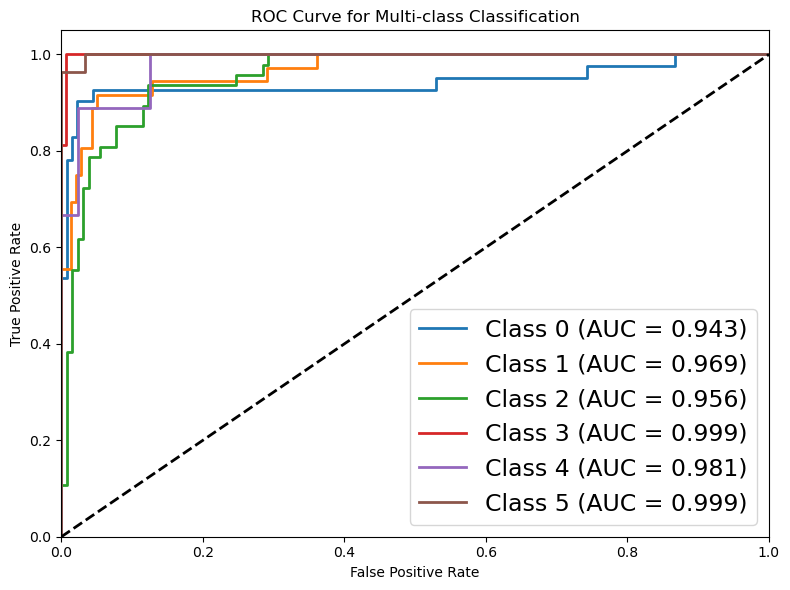 ROC Curve for Multi-class Classification
1.0
0.8
0.6
0.4
0.2
0.0
True Positive Rate
Class 0 (AUC = 0.943)
Class 1 (AUC = 0.969)
Class 2 (AUC = 0.956)
Class 3 (AUC = 0.999)
Class 4 (AUC = 0.981)
Class 5 (AUC = 0.999)
0.0 0.2 0.4 0.6 0.8 1.0
False Positive Rate